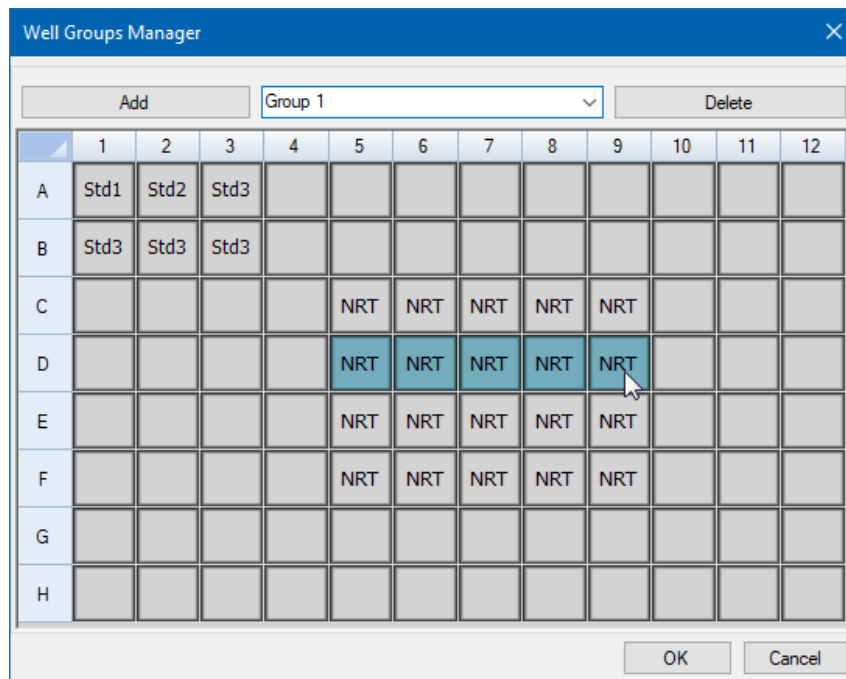 Well Groups Manager
Add Group 1 Delete
1 2 3 4 5 6 7 8 9 10 11 12
A Std1 Std2 Std3
B Std3 Std3 Std3
C NRT NRT NRT NRT NRT
D NRT NRT NRT NRT NRT
E NRT NRT NRT NRT NRT
F NRT NRT NRT NRT NRT
G
H
OK Cancel